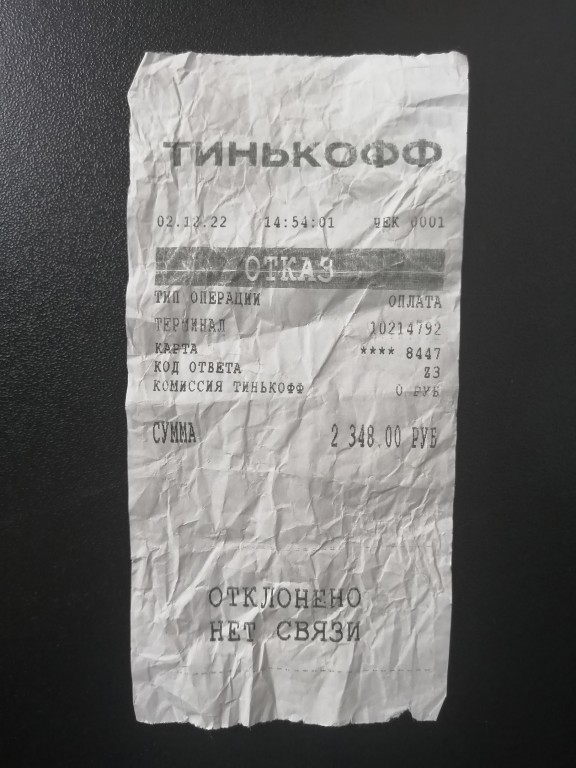 ТИНЬКОФФ
02.12.22 14:54:01 ЧЕК 0001
ОТКАЗ
ТИП ОПЕРАЦИИ ОПЛАТА
ТЕРМИНАЛ 10214792
КАРТА **** 8447
КОД ОТВЕТА Z3
КОМИССИЯ ТИНЬКОФФ 0 РУБ
СУММА 2 348.00 РУБ
ОТКЛОНЕНО
НЕТ СВЯЗИ